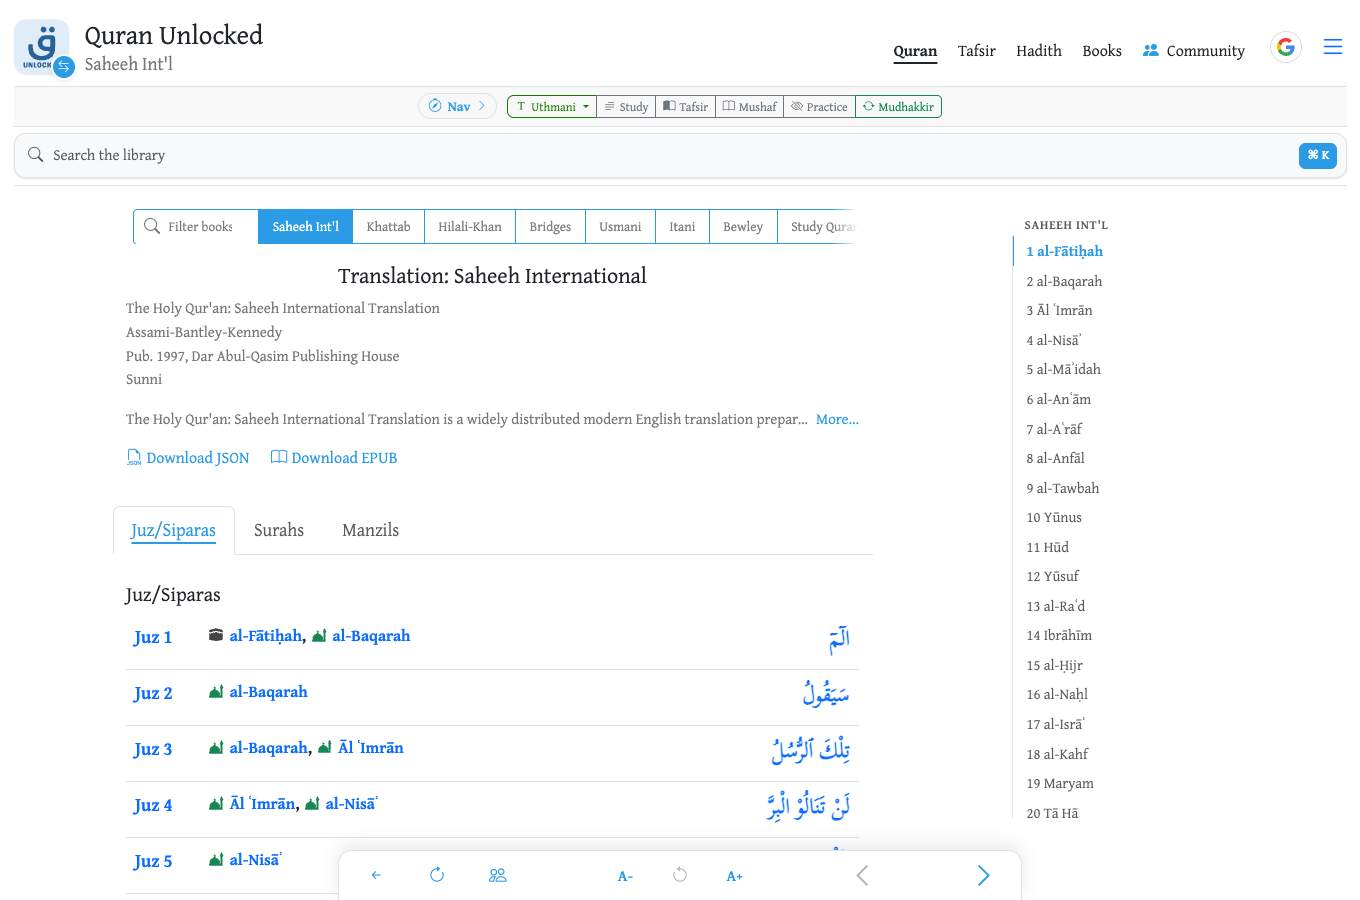 ق
UNLOCK
Quran Unlocked
Saheeh Int'l
Quran Tafsir Hadith Books Community
Nav
Uthmani Study Tafsir Mushaf Practice Mudhakkir
Search the library
⌘ K
Filter books Saheeh Int'l Khattab Hilali-Khan Bridges Usmani Itani Bewley Study Quran
Translation: Saheeh International
The Holy Qur'an: Saheeh International Translation
Assami-Bantley-Kennedy
Pub. 1997, Dar Abul-Qasim Publishing House
Sunni
The Holy Qur'an: Saheeh International Translation is a widely distributed modern English translation prepar... More...
Download JSON Download EPUB
Juz/Siparas Surahs Manzils
Juz/Siparas
Juz 1 al-Fātiḥah, al-Baqarah الٓمٓ
Juz 2 al-Baqarah سَيَقُولُ
Juz 3 al-Baqarah, Āl ʿImrān تِلْكَ ٱلرُّسُلُ
Juz 4 Āl ʿImrān, al-Nisāʾ لَنْ تَنَالُوْ الْبِرَّ
Juz 5 al-Nisāʾ
A- A+
SAHEEH INT'L
1 al-Fātiḥah
2 al-Baqarah
3 Āl ʿImrān
4 al-Nisāʾ
5 al-Māʾidah
6 al-Anʿām
7 al-Aʿrāf
8 al-Anfāl
9 al-Tawbah
10 Yūnus
11 Hūd
12 Yūsuf
13 al-Raʿd
14 Ibrāhīm
15 al-Ḥijr
16 al-Naḥl
17 al-Isrāʾ
18 al-Kahf
19 Maryam
20 Tā Hā